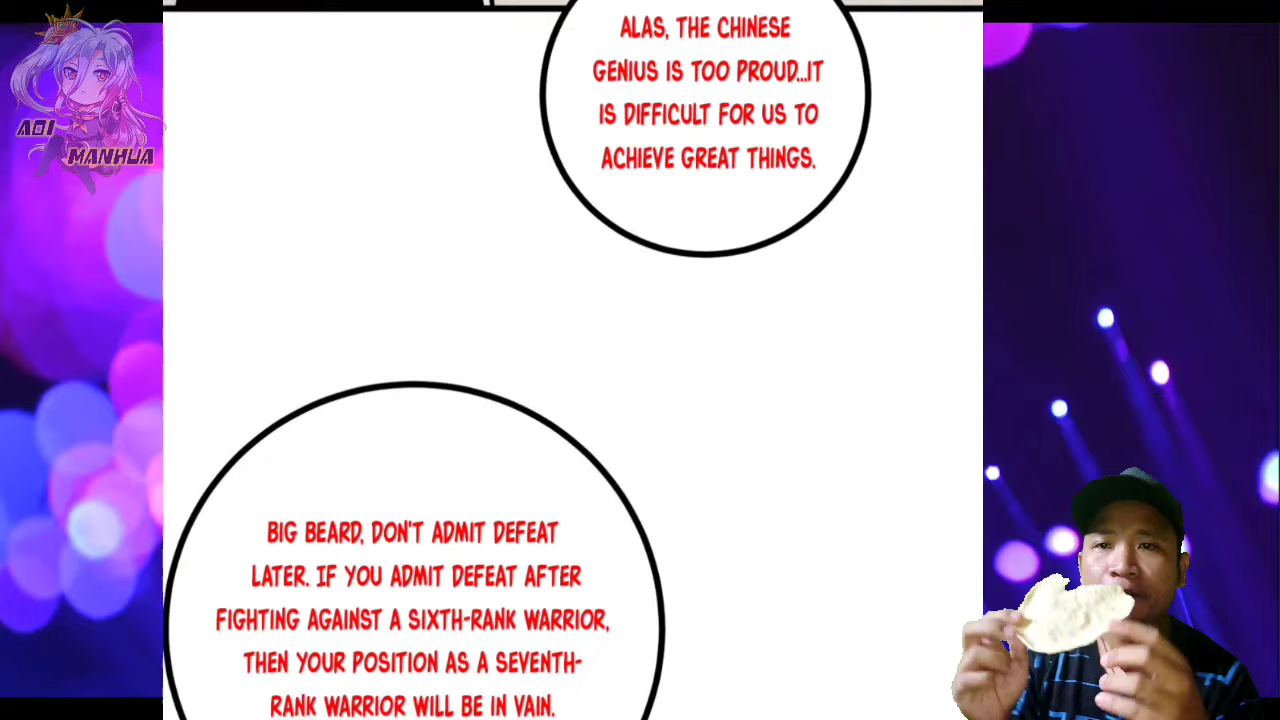 AOI
MANHUA
ALAS, THE CHINESE
GENIUS IS TOO PROUD...IT
IS DIFFICULT FOR US TO
ACHIEVE GREAT THINGS.
BIG BEARD, DON'T ADMIT DEFEAT
LATER. IF YOU ADMIT DEFEAT AFTER
FIGHTING AGAINST A SIXTH-RANK WARRIOR,
THEN YOUR POSITION AS A SEVENTH-
RANK WARRIOR WILL BE IN VAIN.